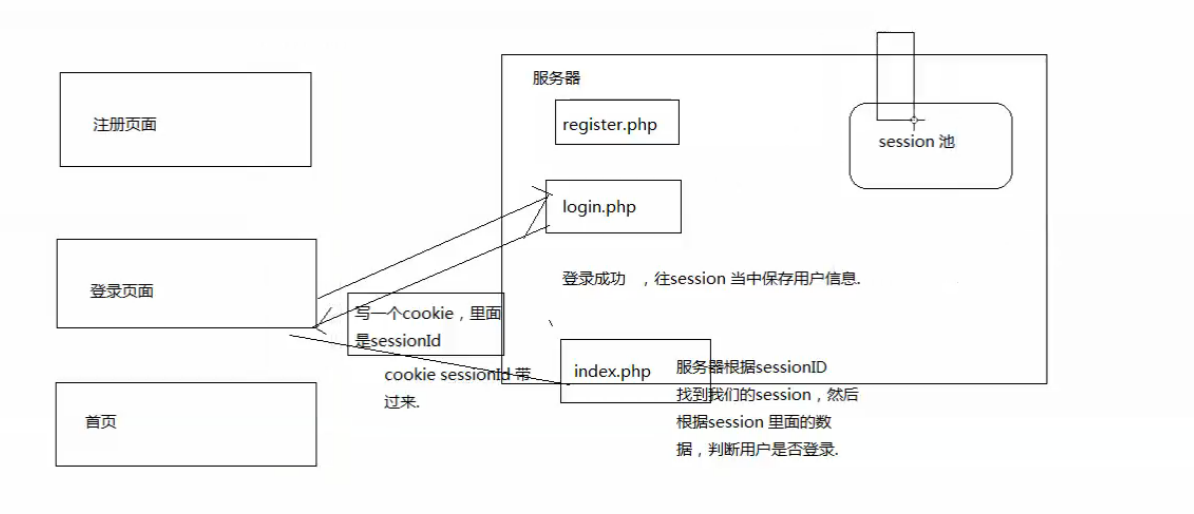 服务器
注册页面
register.php
session 池
login.php
登录页面
登录成功 ，往session 当中保存用户信息.
写一个cookie，里面
是sessionId
cookie sessionId 带
过来.
index.php
服务器根据sessionID
找到我们的session，然后
根据session 里面的数
据，判断用户是否登录.
首页